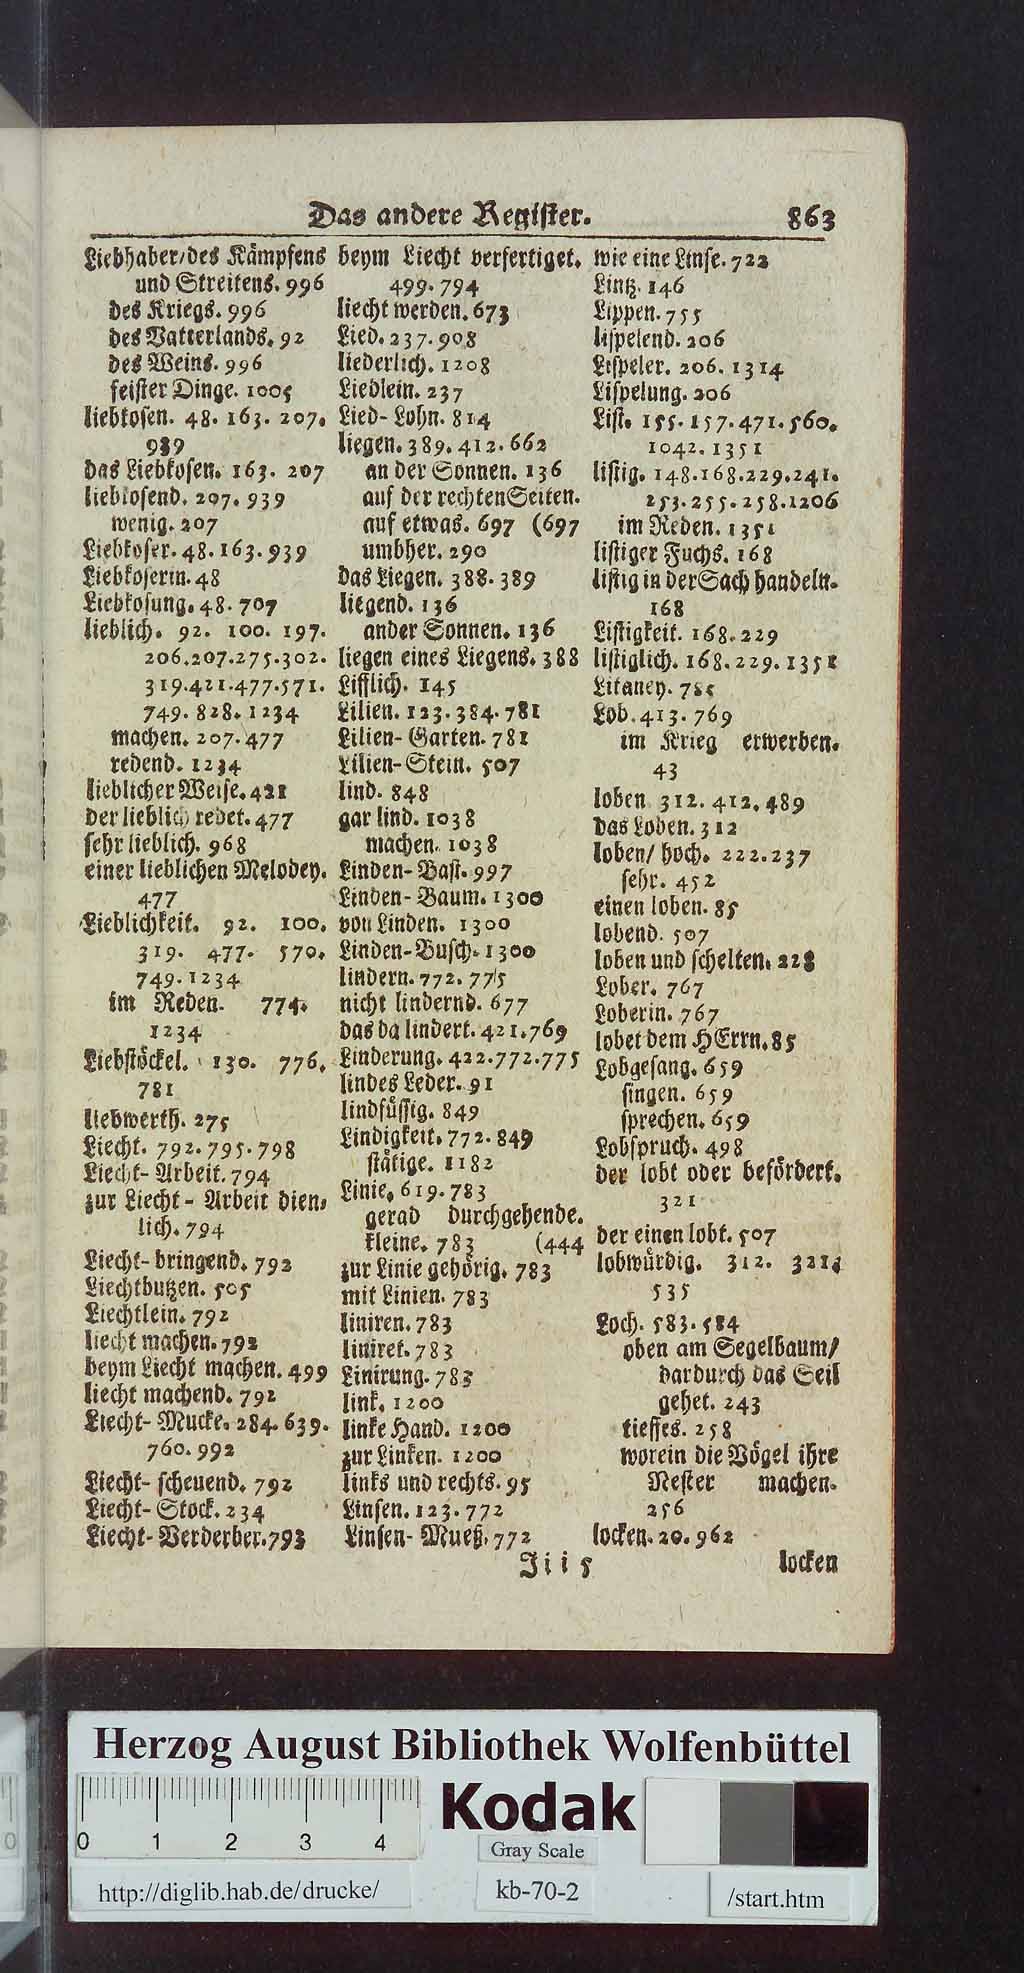 Das andere Register. 863
Liebhaber/des Kämpfens
und Streitens. 996
des Kriegs. 996
des Vatterlands. 92
des Weins. 996
feister Dinge. 1005
liebkosen. 48. 163. 207.
939
das Liebkosen. 163. 207
liebkosend. 207. 939
wenig. 207
Liebkoser. 48. 163. 939
Liebkoserin. 48
Liebkosung. 48. 707
lieblich. 92. 100. 197.
206.207.275.302.
319.421.477.571.
749. 828. 1234
machen. 207. 477
redend. 1234
lieblicher Weise. 421
der lieblich redet. 477
sehr lieblich. 968
einer lieblichen Melodey.
477
Lieblichkeit. 92. 100.
319. 477. 570.
749. 1234
im Reden. 774.
1234
Liebstöckel. 130. 776.
781
liebwerth. 275
Liecht. 792. 795. 798
Liecht-Arbeit. 794
zur Liecht-Arbeit dien-
lich. 794
Liecht-bringend. 792
Liechtbutzen. 505
Liechtlein. 792
liecht machen. 792
beym Liecht machen. 499
liecht machend. 792
Liecht-Mucke. 284. 639.
760. 992
Liecht-scheuend. 792
Liecht-Stock. 234
Liecht-Verderber. 793
beym Liecht verfertiget.
499. 794
liecht werden. 673
Lied. 237. 908
liederlich. 1208
Liedlein. 237
Lied-Lohn. 814
liegen. 389. 412. 662
an der Sonnen. 136
auf der rechten Seiten.
auf etwas. 697 (697
umbher. 290
das Liegen. 388. 389
liegend. 136
ander Sonnen. 136
liegen eines Liegens. 388
Lifflich. 145
Lilien. 123. 384. 781
Lilien-Garten. 781
Lilien-Stein. 507
lind. 848
gar lind. 1038
machen. 1038
Linden-Bast. 997
Linden-Baum. 1300
von Linden. 1300
Linden-Busch. 1300
lindern. 772. 775
nicht lindernd. 677
das da lindert. 421. 769
Linderung. 422. 772. 775
lindes Leder. 91
lindfüssig. 849
Lindigkeit. 772. 849
stätige. 1182
Linie. 619. 783
gerad durchgehende.
kleine. 783 (444
zur Linie gehörig. 783
mit Linien. 783
liniren. 783
liniret. 783
Linirung. 783
link. 1200
linke Hand. 1200
zur Linken. 1200
links und rechts. 95
Linsen. 123. 772
Linsen-Mueß. 772
wie eine Linse. 722
Lintz. 146
Lippen. 755
lispelend. 206
Lispeler. 206. 1314
Lispelung. 206
List. 155. 157. 471. 560.
1042. 1351
listig. 148.168.229.241.
253.255.258.1206
im Reden. 1351
listiger Fuchs. 168
listig in der Sach handeln.
168
Listigkeit. 168. 229
listiglich. 168. 229. 1351
Litaney. 785
Lob. 413. 769
im Krieg erwerben.
43
loben 312. 412. 489
das Loben. 312
loben/ hoch. 222. 237
sehr. 452
einen loben. 85
lobend. 507
loben und schelten. 228
Lober. 767
Loberin. 767
lobet dem HErrn. 85
Lobgesang. 659
singen. 659
sprechen. 659
Lobspruch. 498
der lobt oder befördert.
321
der einen lobt. 507
lobwürdig. 312. 321.
535
Loch. 583. 584
oben am Segelbaum/
dardurch das Seil
gehet. 243
tieffes. 258
worein die Vögel ihre
Nester machen.
256
locken. 20. 962
Jii 5 locken
Herzog August Bibliothek Wolfenbüttel
0 1 2 3 4
Kodak
Gray Scale
http://diglib.hab.de/drucke/
kb-70-2
/start.htm